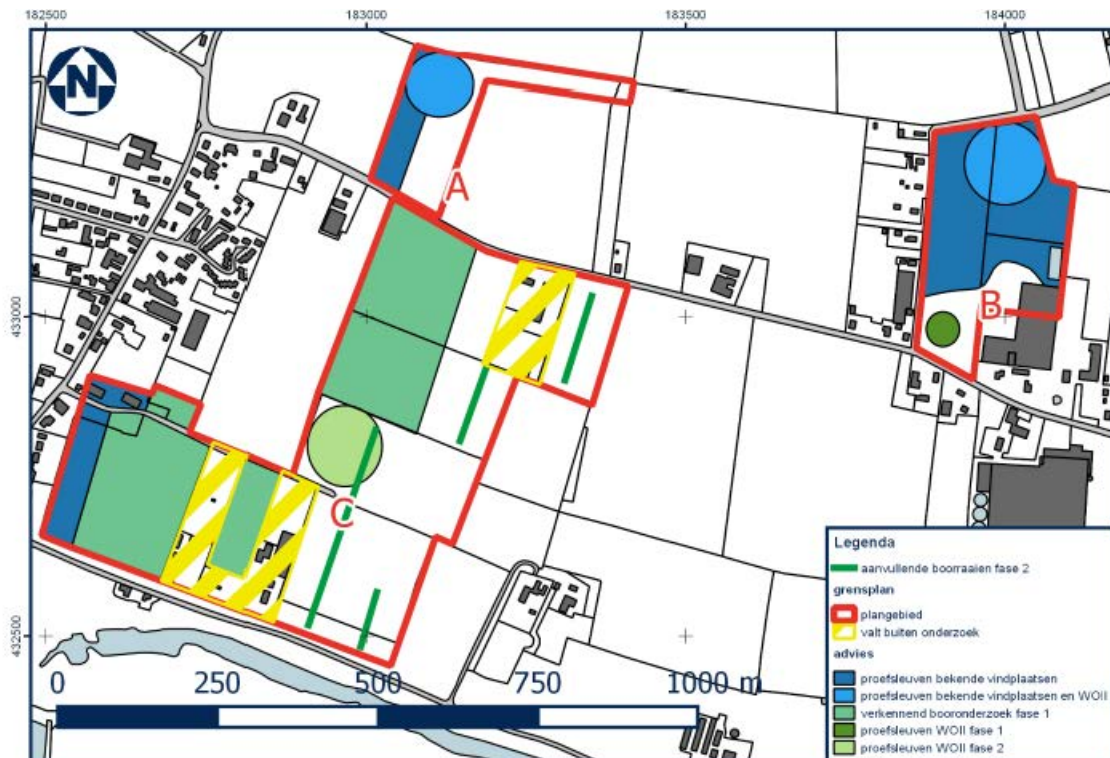 182500 183000 183500 184000
N
A
433000
B
C
432500
0 250 500 750 1000 m
Legenda
aanvullende boorraaien fase 2
grensplan
plangebied
valt buiten onderzoek
advies
proefsleuven bekende vindplaatsen
proefsleuven bekende vindplaatsen en WOII
verkennend booronderzoek fase 1
proefsleuven WOII fase 1
proefsleuven WOII fase 2